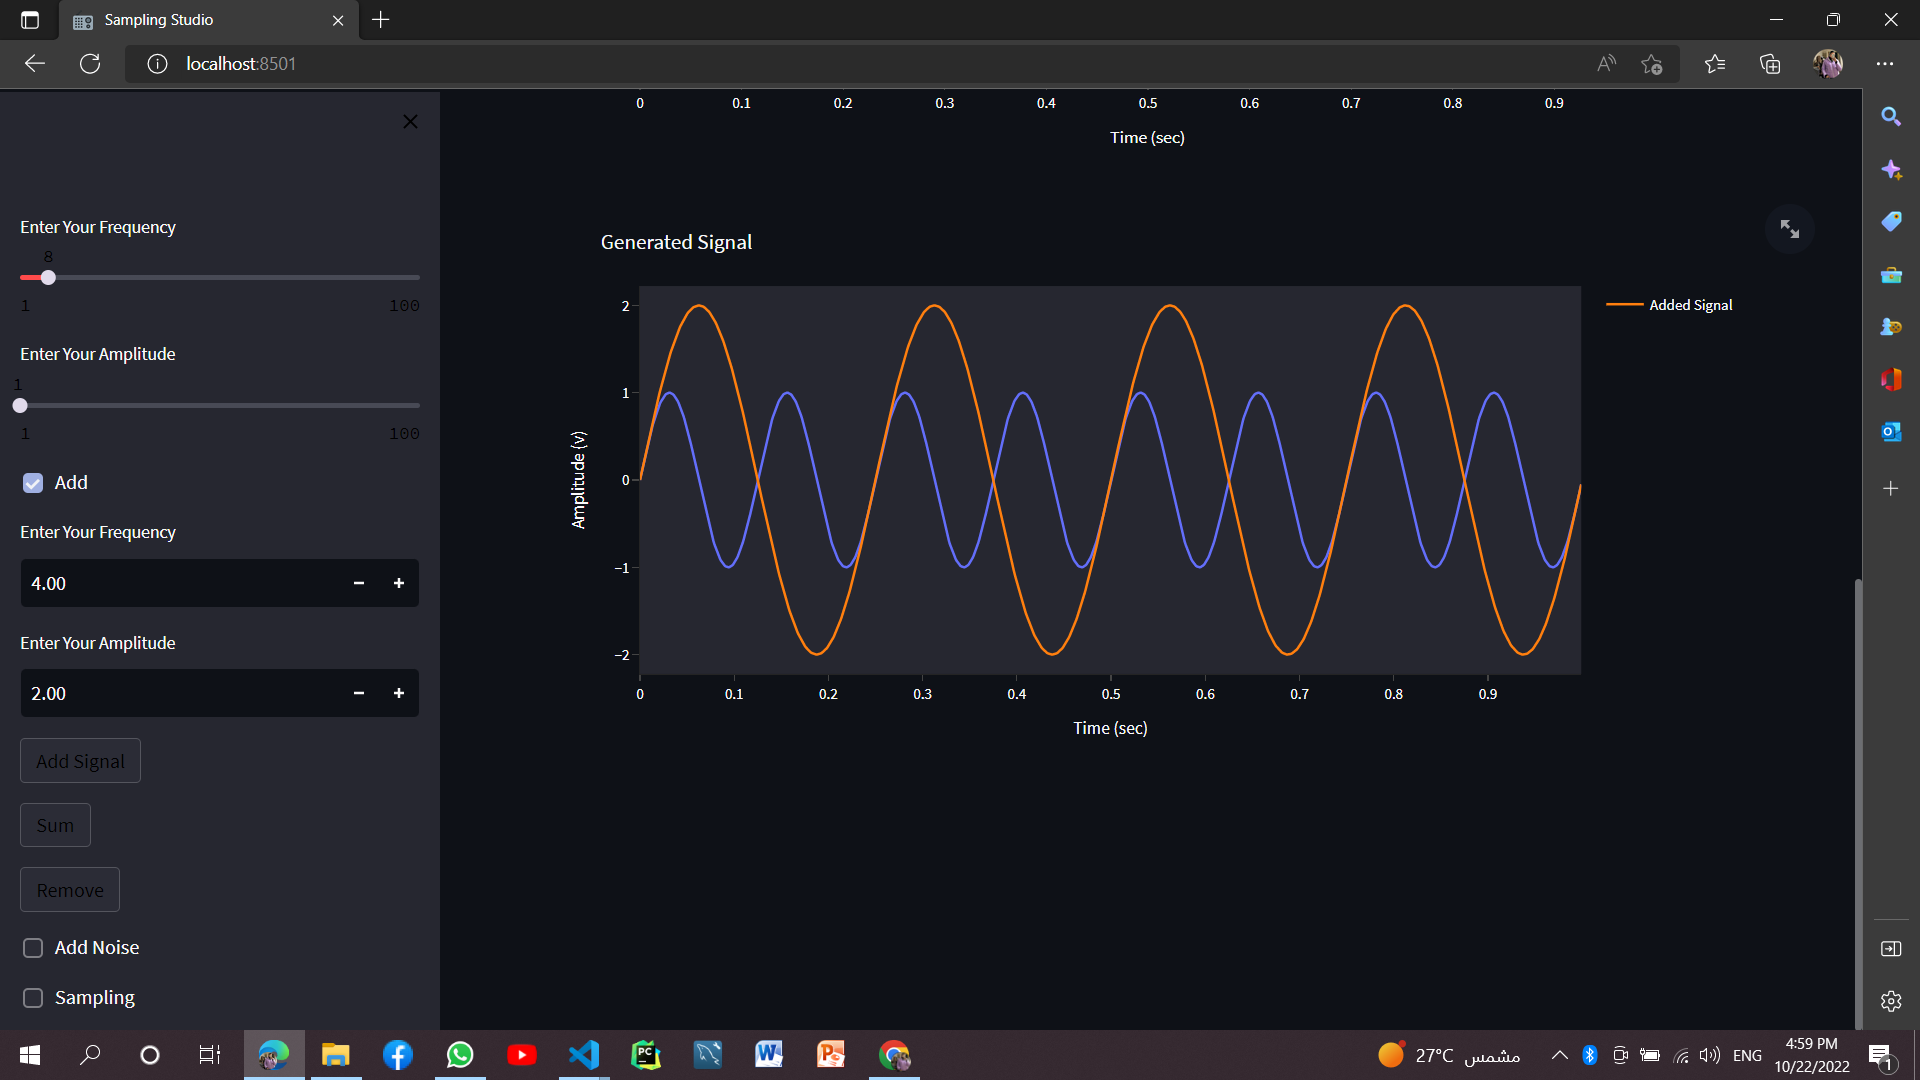 Sampling Studio
localhost:8501
0 0.1 0.2 0.3 0.4 0.5 0.6 0.7 0.8 0.9
Time (sec)
Enter Your Frequency
8
1 100
Enter Your Amplitude
1
1 100
Add
Enter Your Frequency
4.00
Enter Your Amplitude
2.00
Add Signal
Sum
Remove
Add Noise
Sampling
Generated Signal
Added Signal
2
1
0
−1
−2
Amplitude (v)
0 0.1 0.2 0.3 0.4 0.5 0.6 0.7 0.8 0.9
Time (sec)
27°C مشمس
ENG
4:59 PM
10/22/2022
1